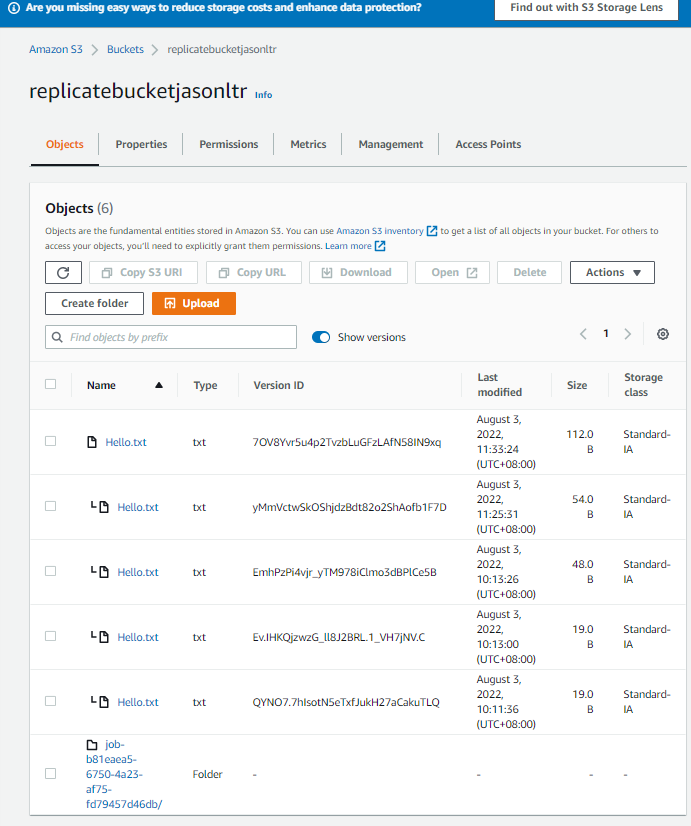 Are you missing easy ways to reduce storage costs and enhance data protection?
Find out with S3 Storage Lens
Amazon S3 > Buckets > replicatebucketjasonltr
replicatebucketjasonltr Info
Objects Properties Permissions Metrics Management Access Points
Objects (6)
Objects are the fundamental entities stored in Amazon S3. You can use Amazon S3 inventory to get a list of all objects in your bucket. For others to
access your objects, you'll need to explicitly grant them permissions. Learn more
Copy S3 URI Copy URL Download Open Delete Actions
Create folder Upload
Find objects by prefix Show versions 1
Name Type Version ID Last modified Size Storage class
Hello.txt txt 7OV8Yvr5u4p2TvzbLuGFzLAfN58IN9xq August 3, 2022, 11:33:24 (UTC+08:00) 112.0 B Standard-IA
Hello.txt txt yMmVctwSkOShjdzBdt82o2ShAofb1F7D August 3, 2022, 11:25:31 (UTC+08:00) 54.0 B Standard-IA
Hello.txt txt EmhPzPi4vjr_yTM978iClmo3dBPlCe5B August 3, 2022, 10:13:26 (UTC+08:00) 48.0 B Standard-IA
Hello.txt txt Ev.IHKQjzwzG_ll8J2BRL.1_VH7jNV.C August 3, 2022, 10:13:00 (UTC+08:00) 19.0 B Standard-IA
Hello.txt txt QYNO7.7hIsotN5eTxfJukH27aCakuTLQ August 3, 2022, 10:11:36 (UTC+08:00) 19.0 B Standard-IA
job-b81eaea5-6750-4a23-af75-fd79457d46db/ Folder - - - -